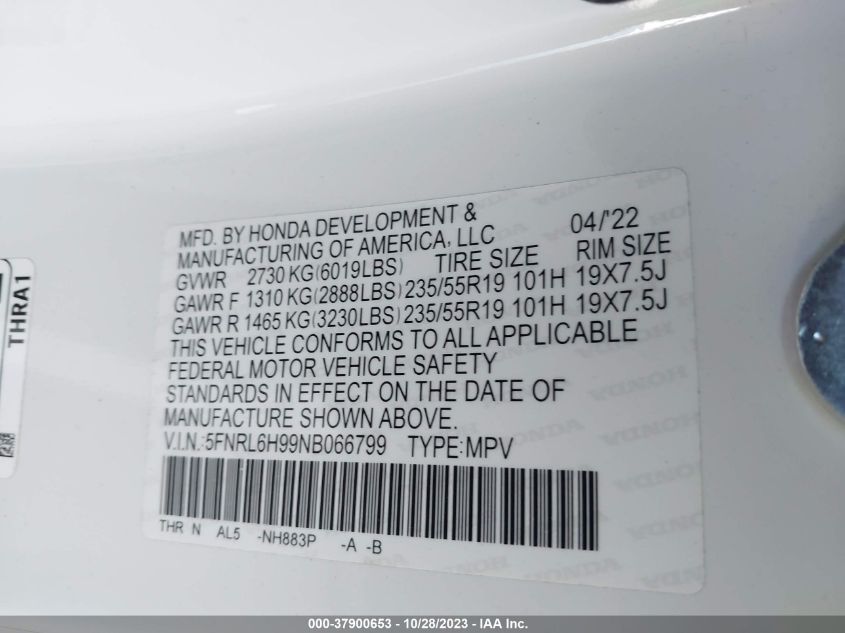 MFD. BY HONDA DEVELOPMENT &
MANUFACTURING OF AMERICA, LLC 04/'22
GVWR 2730 KG(6019LBS) TIRE SIZE RIM SIZE
GAWR F 1310 KG(2888LBS) 235/55R19 101H 19X7.5J
GAWR R 1465 KG(3230LBS) 235/55R19 101H 19X7.5J
THIS VEHICLE CONFORMS TO ALL APPLICABLE
FEDERAL MOTOR VEHICLE SAFETY
STANDARDS IN EFFECT ON THE DATE OF
MANUFACTURE SHOWN ABOVE.
V.I.N.:5FNRL6H99NB066799 TYPE:MPV
THR N AL5 -NH883P -A -B
THRA1
HONDA
000-37900653 - 10/28/2023 - © IAA, Inc.